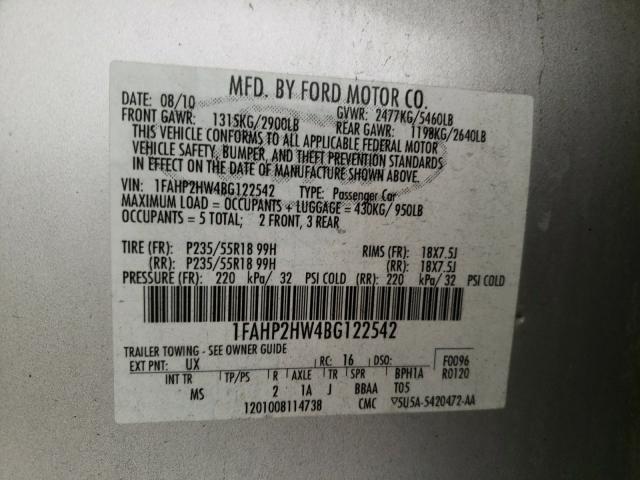 MFD. BY FORD MOTOR CO.
DATE: 08/10 GVWR: 2477KG/5460LB
FRONT GAWR: 1315KG/2900LB REAR GAWR: 1198KG/2640LB
THIS VEHICLE CONFORMS TO ALL APPLICABLE FEDERAL MOTOR
VEHICLE SAFETY, BUMPER, AND THEFT PREVENTION STANDARDS
IN EFFECT ON THE DATE OF MANUFACTURE SHOWN ABOVE.
VIN: 1FAHP2HW4BG122542 TYPE: Passenger Car
MAXIMUM LOAD = OCCUPANTS + LUGGAGE = 430KG/ 950LB
OCCUPANTS = 5 TOTAL; 2 FRONT, 3 REAR
TIRE (FR): P235/55R18 99H RIMS (FR): 18X7.5J
(RR): P235/55R18 99H (RR): 18X7.5J
PRESSURE (FR): 220 kPa/ 32 PSI COLD (RR): 220 kPa/ 32 PSI COLD
1FAHP2HW4BG122542
TRAILER TOWING - SEE OWNER GUIDE
EXT PNT: UX RC: 16 DSO: F0096
INT TR TP/PS R AXLE TR SPR BPH1A R0120
MS 2 1A J BBAA T05
1201008114738 CMC ▽5U5A-5420472-AA